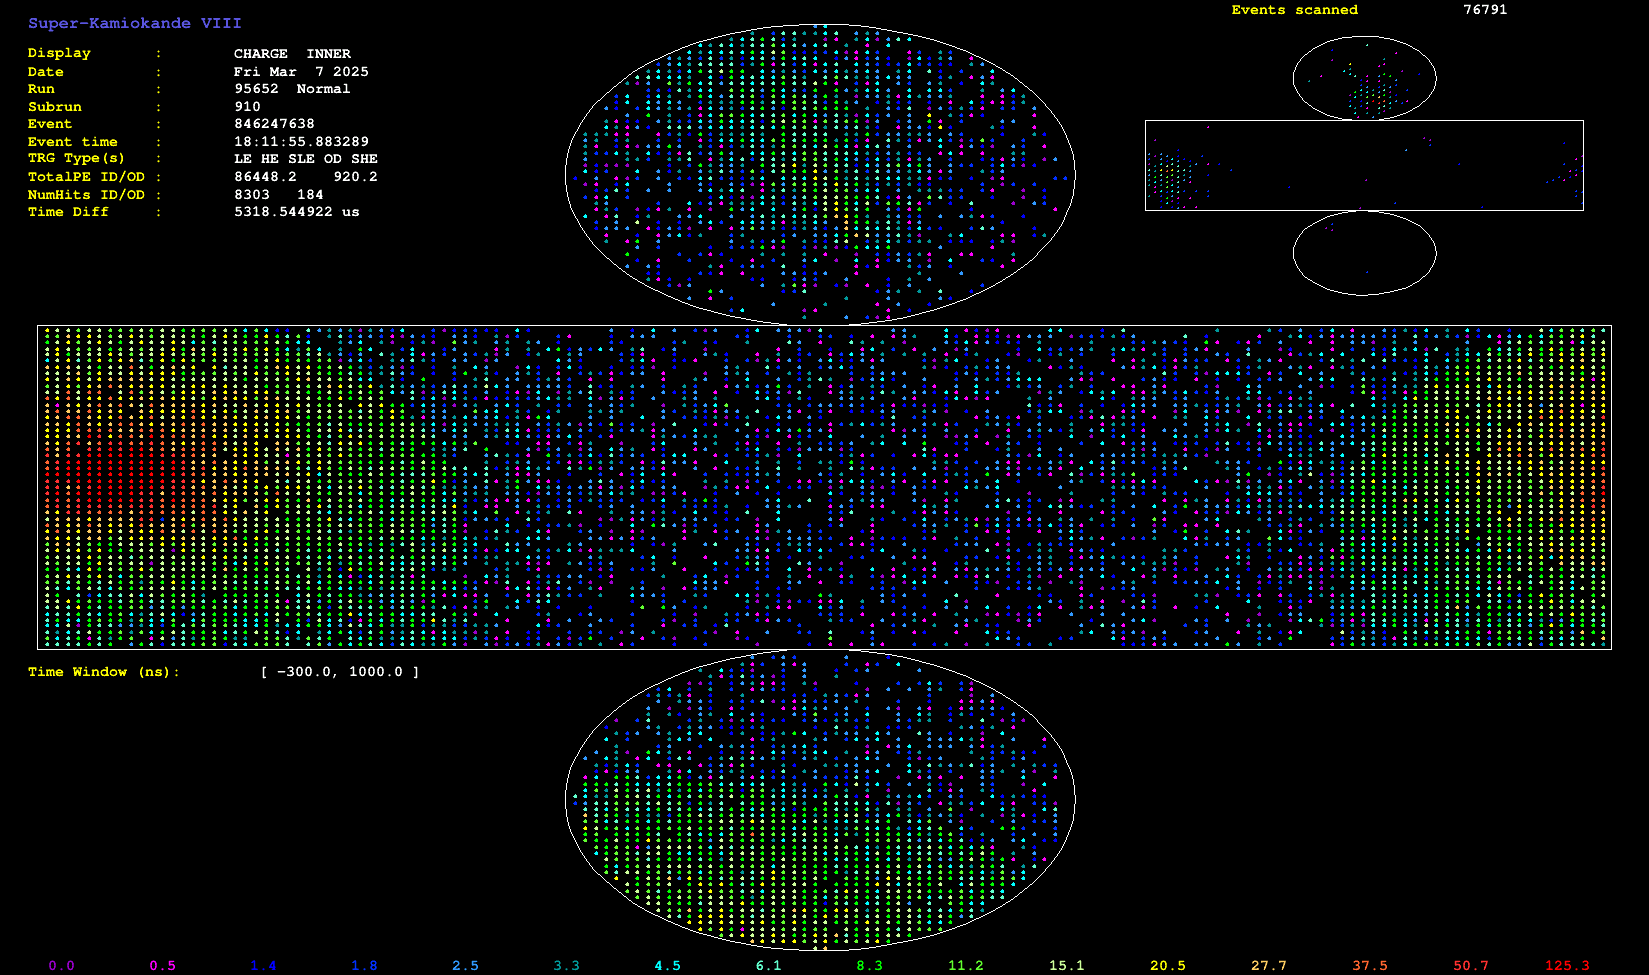 Super-Kamiokande VIII
Events scanned 76791
Display : CHARGE INNER
Date : Fri Mar 7 2025
Run : 95652 Normal
Subrun : 910
Event : 846247638
Event time : 18:11:55.883289
TRG Type(s) : LE HE SLE OD SHE
TotalPE ID/OD : 86448.2 920.2
NumHits ID/OD : 8303 184
Time Diff : 5318.544922 us
Time Window (ns): [ -300.0, 1000.0 ]
0.0 0.5 1.4 1.8 2.5 3.3 4.5 6.1 8.3 11.2 15.1 20.5 27.7 37.5 50.7 125.3